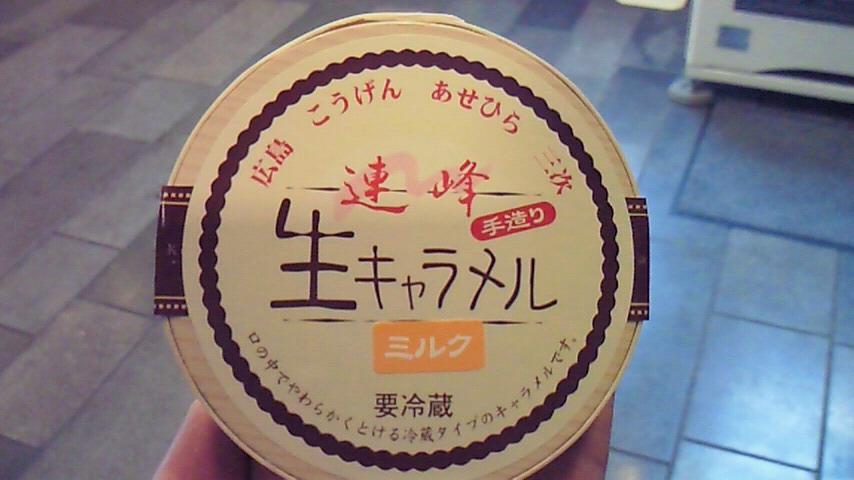 広島 こうげん あせひら 三次
連峰
手造り
生キャラメル
ミルク
要冷蔵
口の中でやわらかくとける冷蔵タイプのキャラメルです。